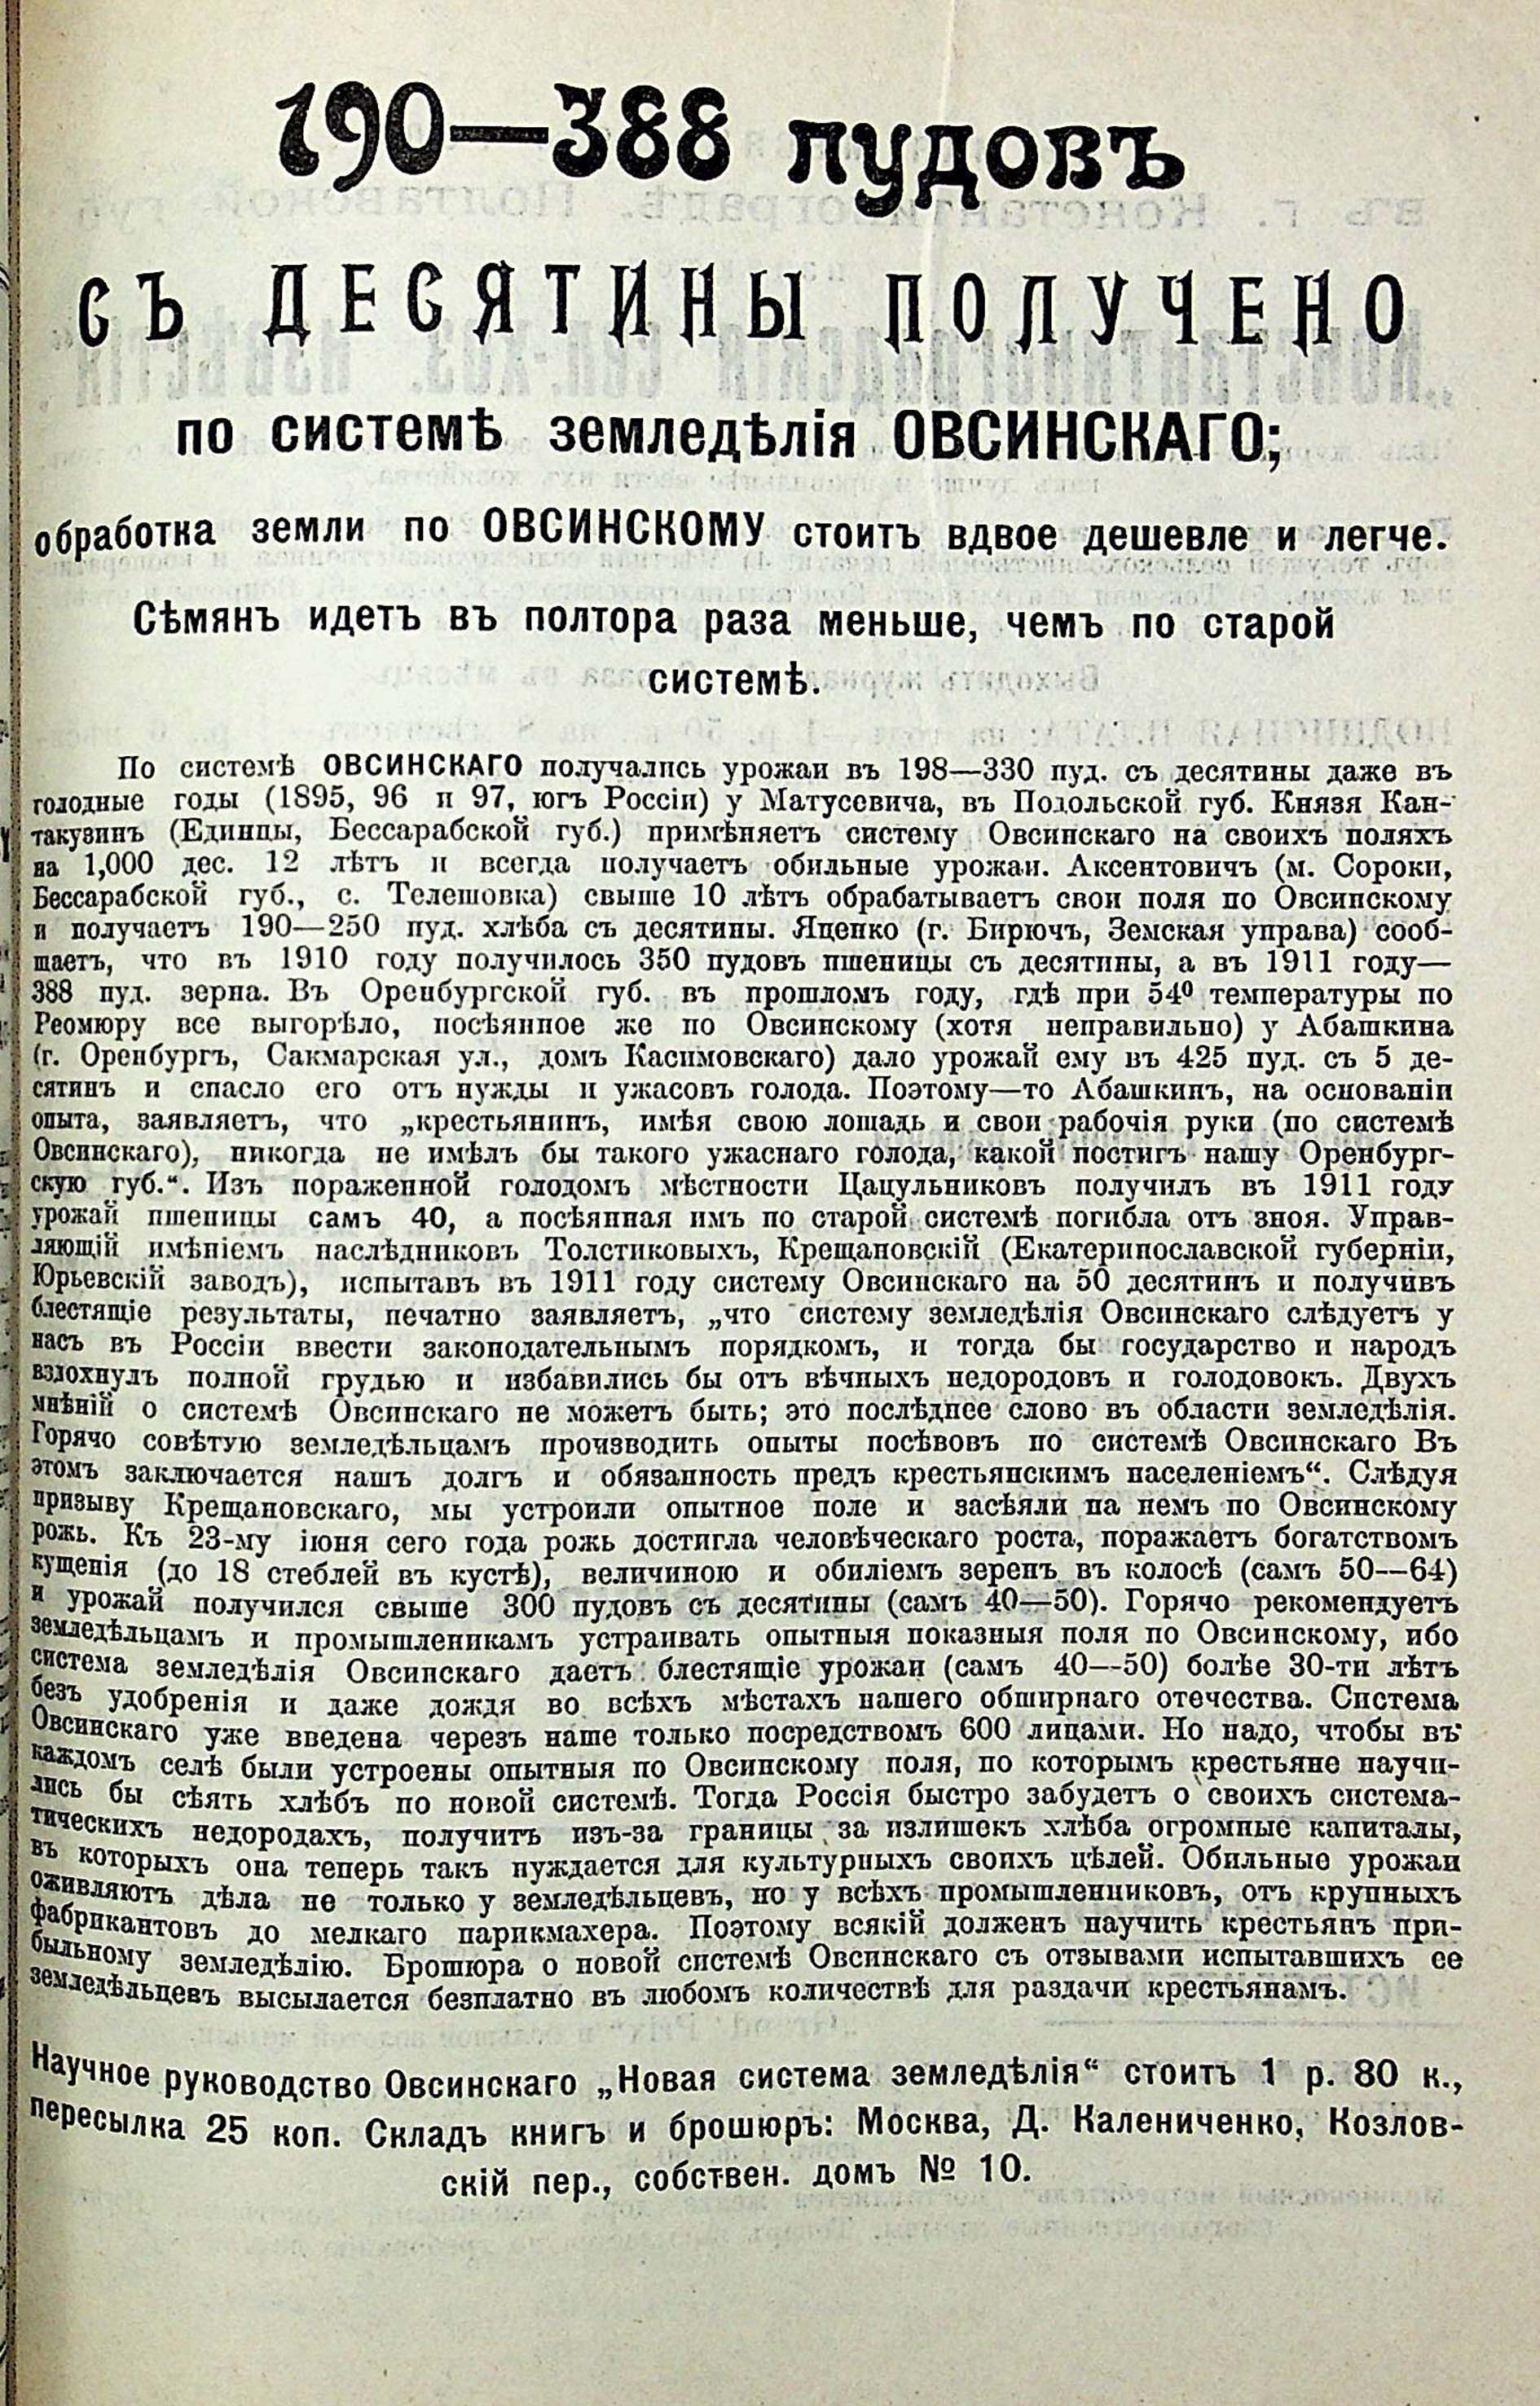 190—388 пудовъ
СЪ ДЕСЯТИНЫ ПОЛУЧЕНО
по системѣ земледѣлія ОВСИНСКАГО;
обработка земли по ОВСИНСКОМУ стоитъ вдвое дешевле и легче.
Сѣмянъ идетъ въ полтора раза меньше, чемъ по старой
системѣ.
По системѣ ОВСИНСКАГО получались урожаи въ 198—330 пуд. съ десятины даже въ
голодные годы (1895, 96 и 97, югъ Россіи) у Матусевича, въ Подольской губ. Князя Кан-
такузинъ (Единцы, Бессарабской губ.) примѣняетъ систему Овсинскаго на своихъ поляхъ
на 1,000 дес. 12 лѣтъ и всегда получаетъ обильные урожаи. Аксентовичъ (м. Сороки,
Бессарабской губ., с. Телешовка) свыше 10 лѣтъ обрабатываетъ свои поля по Овсинскому
и получаетъ 190—250 пуд. хлѣба съ десятины. Яценко (г. Бирючъ, Земская управа) сооб-
щаетъ, что въ 1910 году получилось 350 пудовъ пшеницы съ десятины, а въ 1911 году—
388 пуд. зерна. Въ Оренбургской губ. въ прошломъ году, гдѣ при 54⁰ температуры по
Реомюру все выгорѣло, посѣянное же по Овсинскому (хотя неправильно) у Абашкина
(г. Оренбургъ, Сакмарская ул., домъ Касимовскаго) дало урожай ему въ 425 пуд. съ 5 де-
сятинъ и спасло его отъ нужды и ужасовъ голода. Поэтому—то Абашкинъ, на основаніи
опыта, заявляетъ, что „крестьянинъ, имѣя свою лошадь и свои рабочія руки (по системѣ
Овсинскаго), никогда не имѣлъ бы такого ужаснаго голода, какой постигъ нашу Оренбург-
скую губ.“. Изъ пораженной голодомъ мѣстности Цацульниковъ получилъ въ 1911 году
урожай пшеницы самъ 40, а посѣянная имъ по старой системѣ погибла отъ зноя. Управ-
ляющій имѣніемъ наслѣдниковъ Толстиковыхъ, Крещановскій (Екатеринославской губерніи,
Юрьевскій заводъ), испытавъ въ 1911 году систему Овсинскаго на 50 десятинъ и получивъ
блестящіе результаты, печатно заявляетъ, „что систему земледѣлія Овсинскаго слѣдуетъ у
насъ въ Россіи ввести законодательнымъ порядкомъ, и тогда бы государство и народъ
вздохнулъ полной грудью и избавились бы отъ вѣчныхъ недородовъ и голодовокъ. Двухъ
мнѣній о системѣ Овсинскаго не можетъ быть; это послѣднее слово въ области земледѣлія.
Горячо совѣтую земледѣльцамъ производить опыты посѣвовъ по системѣ Овсинскаго Въ
этомъ заключается нашъ долгъ и обязанность предъ крестьянскимъ населеніемъ“. Слѣдуя
призыву Крещановскаго, мы устроили опытное поле и засѣяли на немъ по Овсинскому
рожь. Къ 23-му іюня сего года рожь достигла человѣческаго роста, поражаетъ богатствомъ
кущенія (до 18 стеблей въ кустѣ), величиною и обиліемъ зеренъ въ колосѣ (самъ 50—64)
и урожай получился свыше 300 пудовъ съ десятины (самъ 40—50). Горячо рекомендуетъ
земледѣльцамъ и промышленикамъ устраивать опытныя показныя поля по Овсинскому, ибо
система земледѣлія Овсинскаго даетъ блестящіе урожаи (самъ 40—50) болѣе 30-ти лѣтъ
безъ удобренія и даже дождя во всѣхъ мѣстахъ нашего обширнаго отечества. Система
Овсинскаго уже введена черезъ наше только посредствомъ 600 лицами. Но надо, чтобы въ
каждомъ селѣ были устроены опытныя по Овсинскому поля, по которымъ крестьяне научи-
лись бы сѣять хлѣбъ по новой системѣ. Тогда Россія быстро забудетъ о своихъ система-
тическихъ недородахъ, получитъ изъ-за границы за излишекъ хлѣба огромные капиталы,
въ которыхъ она теперь такъ нуждается для культурныхъ своихъ цѣлей. Обильные урожаи
оживляютъ дѣла не только у земледѣльцевъ, но у всѣхъ промышленниковъ, отъ крупныхъ
фабрикантовъ до мелкаго парикмахера. Поэтому всякій долженъ научить крестьянъ при-
быльному земледѣлію. Брошюра о новой системѣ Овсинскаго съ отзывами испытавшихъ ее
земледѣльцевъ высылается безплатно въ любомъ количествѣ для раздачи крестьянамъ.
Научное руководство Овсинскаго „Новая система земледѣлія“ стоитъ 1 р. 80 к.,
пересылка 25 коп. Складъ книгъ и брошюръ: Москва, Д. Калениченко, Козлов-
скій пер., собствен. домъ № 10.